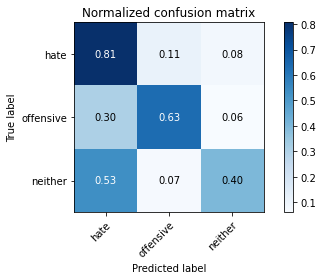 Normalized confusion matrix
True label
hate 0.81 0.11 0.08
offensive 0.30 0.63 0.06
neither 0.53 0.07 0.40
hate offensive neither
Predicted label
0.8
0.7
0.6
0.5
0.4
0.3
0.2
0.1